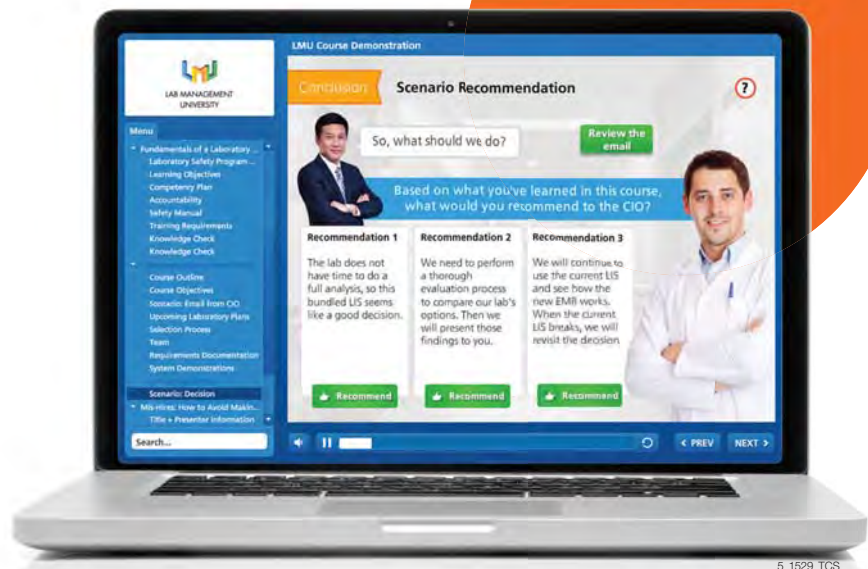 LMU Course Demonstration
LMU
LAB MANAGEMENT
UNIVERSITY
Menu
Fundamentals of a Laboratory ...
Laboratory Safety Program ...
Learning Objectives
Competency Plan
Accountability
Safety Manual
Training Requirements
Knowledge Check
Knowledge Check
Course Outline
Course Objectives
Scenario: Email from CIO
Upcoming Laboratory Plans
Selection Process
Team
Requirements Documentation
System Demonstrations
Scenario: Decision
Mis-Hires: How to Avoid Makin...
Title + Presenter Information
Search...
Conclusion
Scenario Recommendation
?
So, what should we do?
Review the
email
Based on what you've learned in this course,
what would you recommend to the CIO?
Recommendation 1
The lab does not
have time to do a
full analysis, so this
bundled LIS seems
like a good decision.
Recommend
Recommendation 2
We need to perform
a thorough
evaluation process
to compare our lab's
options. Then we
will present those
findings to you.
Recommend
Recommendation 3
We will continue to
use the current LIS
and see how the
new EMR works.
When the current
LIS breaks, we will
revisit the decision
Recommend
< PREV
NEXT >
5_1529_TCS